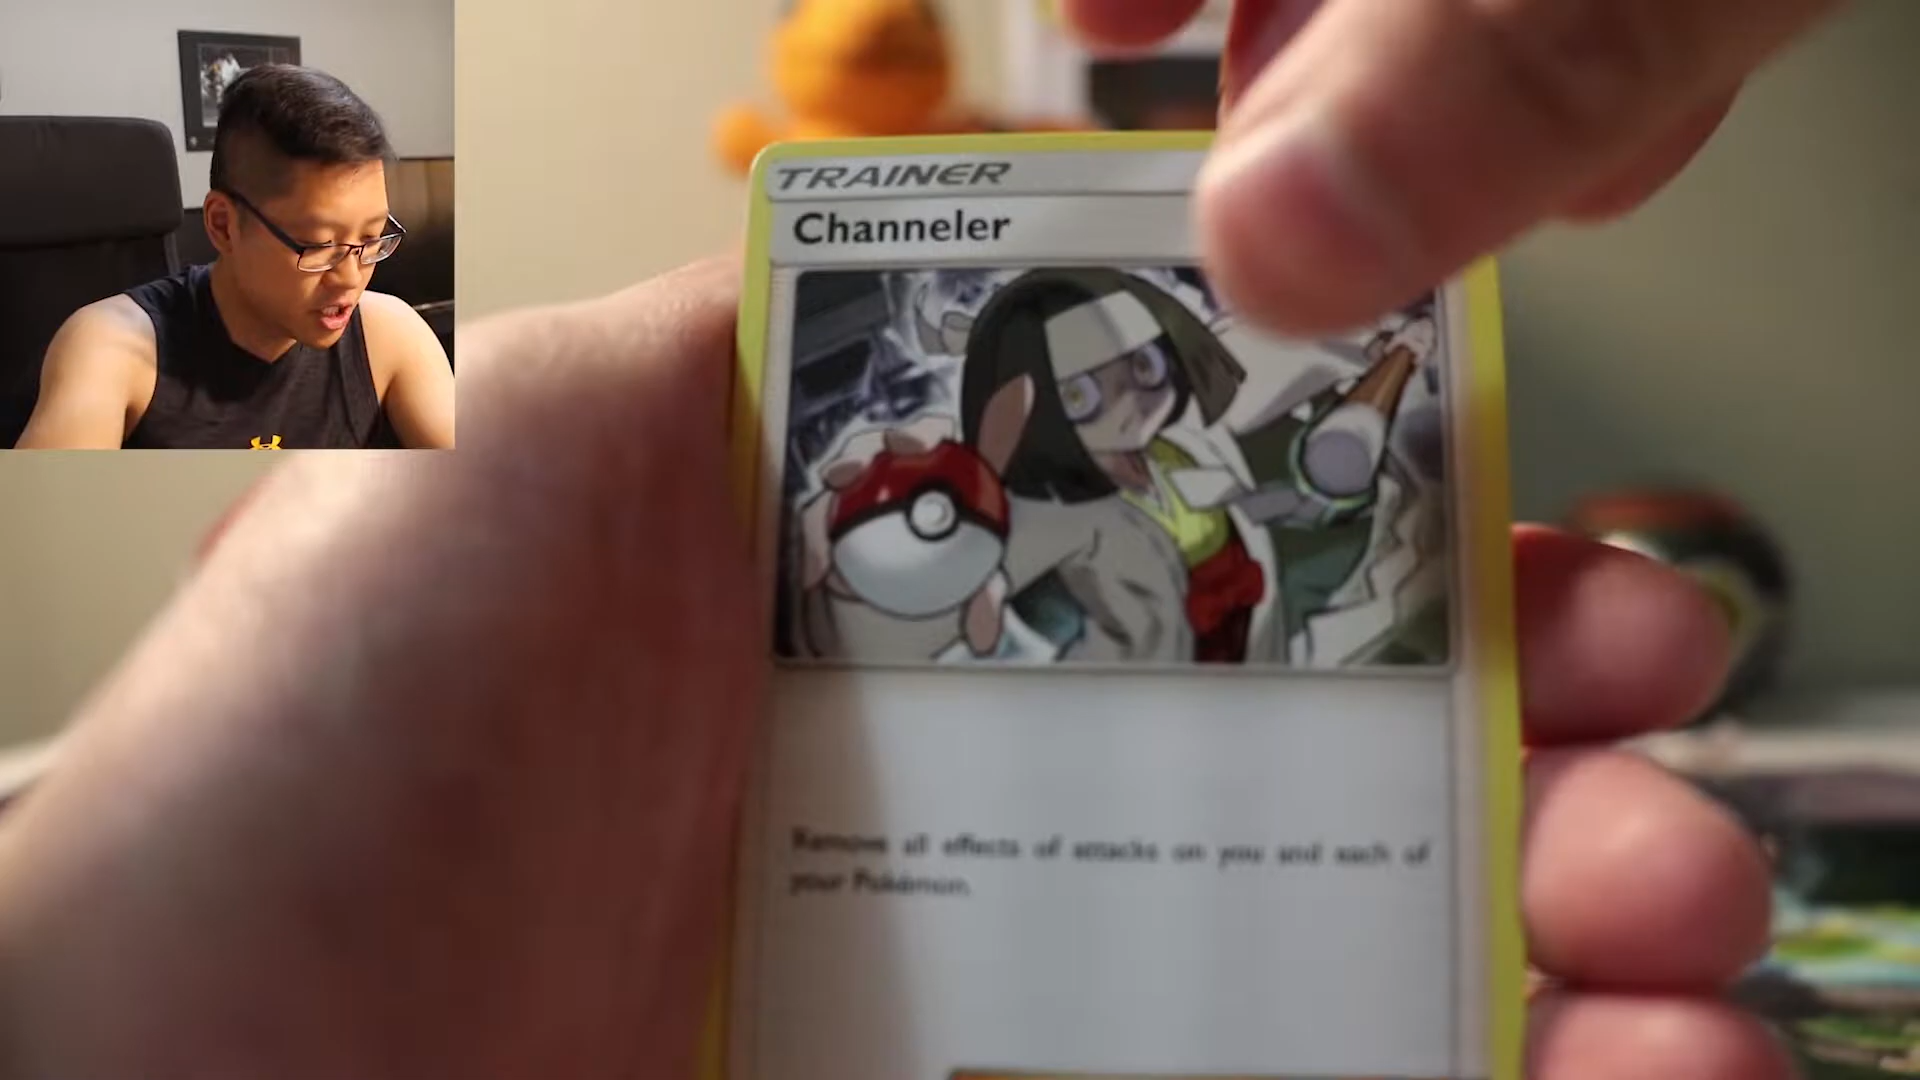 TRAINER
Channeler
Remove all effects of attacks on you and each of
your Pokémon.